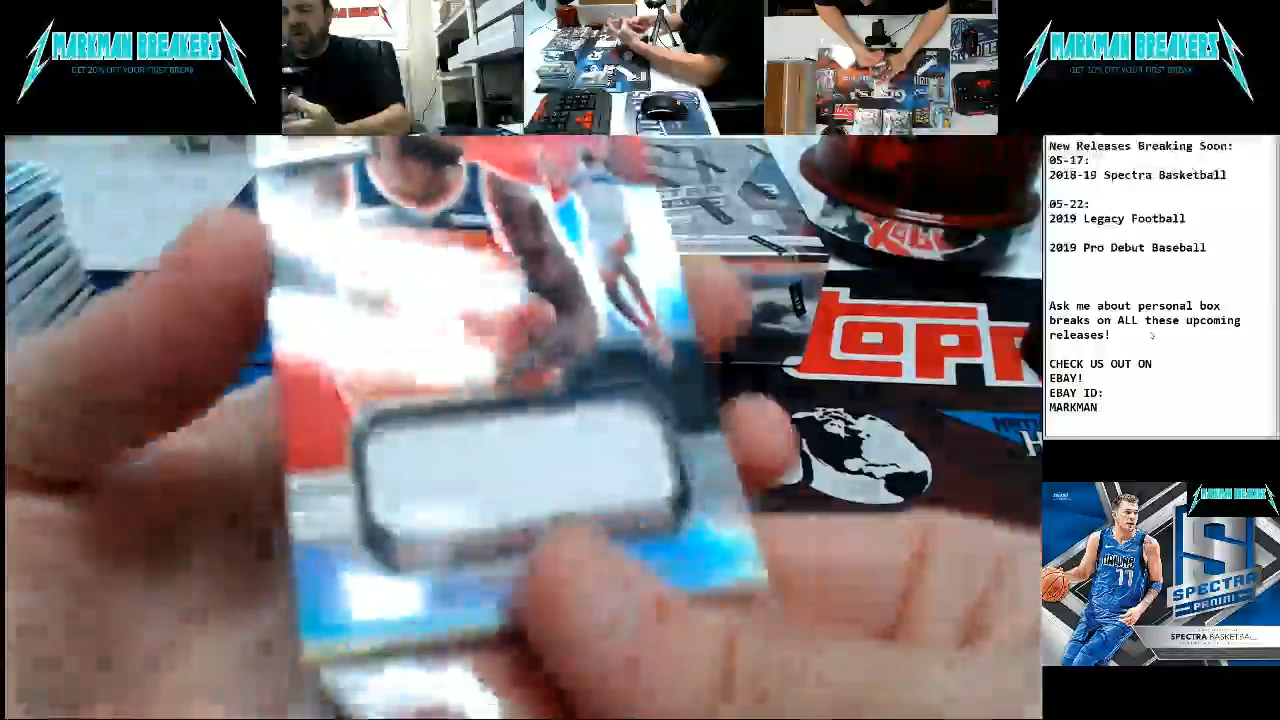 MARKMAN BREAKERS
GET 20% OFF YOUR FIRST BREAK
MARKMAN BREAKERS
GET 20% OFF YOUR FIRST BREAK
New Releases Breaking Soon:
05-17:
2018-19 Spectra Basketball
05-22:
2019 Legacy Football
2019 Pro Debut Baseball
Ask me about personal box
breaks on ALL these upcoming
releases!
CHECK US OUT ON
EBAY!
EBAY ID:
MARKMAN
TOPP
MARKMAN BREAKERS
DALLAS
77
S
SPECTRA
PANINI
SPECTRA BASKETBALL